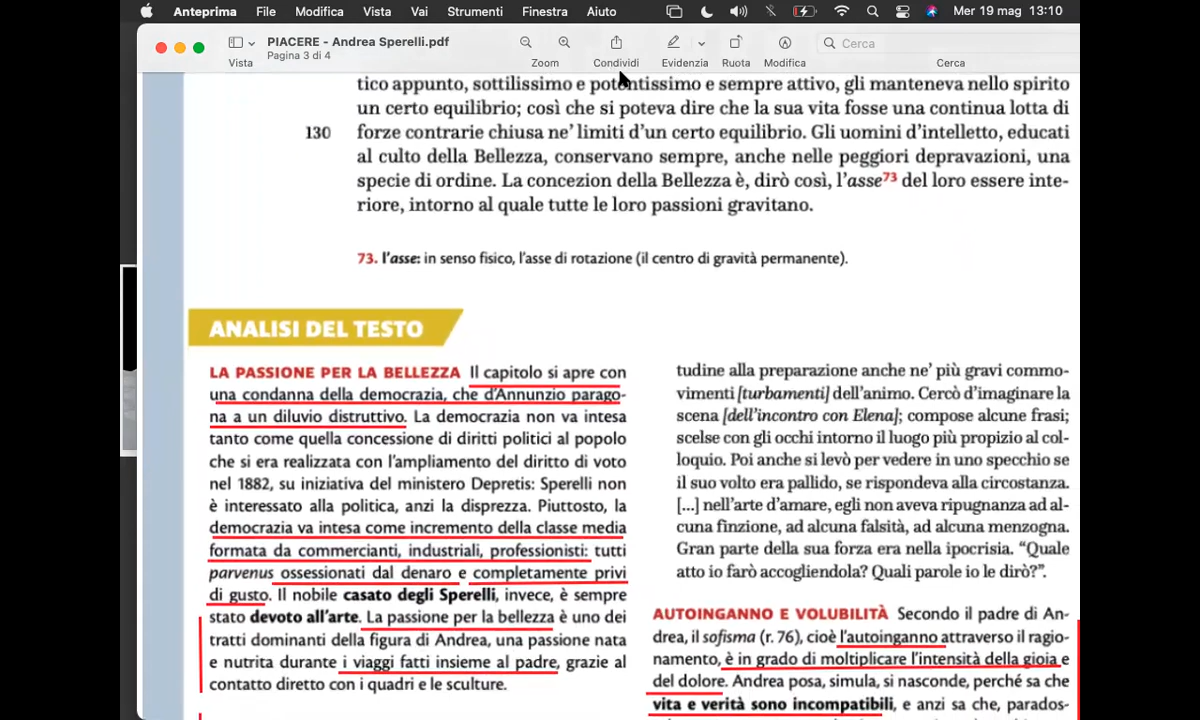 Anteprima File Modifica Vista Vai Strumenti Finestra Aiuto Mer 19 mag 13:10
PIACERE - Andrea Sperelli.pdf
Pagina 3 di 4
Vista Zoom Condividi Evidenzia Ruota Modifica Cerca
Cerca
tico appunto, sottilissimo e potentissimo e sempre attivo, gli manteneva nello spirito
un certo equilibrio; così che si poteva dire che la sua vita fosse una continua lotta di
130 forze contrarie chiusa ne' limiti d'un certo equilibrio. Gli uomini d'intelletto, educati
al culto della Bellezza, conservano sempre, anche nelle peggiori depravazioni, una
specie di ordine. La concezion della Bellezza è, dirò così, l'asse73 del loro essere inte-
riore, intorno al quale tutte le loro passioni gravitano.
73. l'asse: in senso fisico, l'asse di rotazione (il centro di gravità permanente).
ANALISI DEL TESTO
LA PASSIONE PER LA BELLEZZA Il capitolo si apre con
una condanna della democrazia, che d'Annunzio parago-
na a un diluvio distruttivo. La democrazia non va intesa
tanto come quella concessione di diritti politici al popolo
che si era realizzata con l'ampliamento del diritto di voto
nel 1882, su iniziativa del ministero Depretis: Sperelli non
è interessato alla politica, anzi la disprezza. Piuttosto, la
democrazia va intesa come incremento della classe media
formata da commercianti, industriali, professionisti: tutti
parvenus ossessionati dal denaro e completamente privi
di gusto. Il nobile casato degli Sperelli, invece, è sempre
stato devoto all'arte. La passione per la bellezza è uno dei
tratti dominanti della figura di Andrea, una passione nata
e nutrita durante i viaggi fatti insieme al padre, grazie al
contatto diretto con i quadri e le sculture.
tudine alla preparazione anche ne' più gravi commo-
vimenti [turbamenti] dell'animo. Cercò d'imaginare la
scena [dell'incontro con Elena]; compose alcune frasi;
scelse con gli occhi intorno il luogo più propizio al col-
loquio. Poi anche si levò per vedere in uno specchio se
il suo volto era pallido, se rispondeva alla circostanza.
[...] nell'arte d'amare, egli non aveva ripugnanza ad al-
cuna finzione, ad alcuna falsità, ad alcuna menzogna.
Gran parte della sua forza era nella ipocrisia. “Quale
atto io farò accogliendola? Quali parole io le dirò?”.
AUTOINGANNO E VOLUBILITÀ Secondo il padre di An-
drea, il sofisma (r. 76), cioè l'autoinganno attraverso il ragio-
namento, è in grado di moltiplicare l'intensità della gioia e
del dolore. Andrea posa, simula, si nasconde, perché sa che
vita e verità sono incompatibili, e anzi sa che, parados-